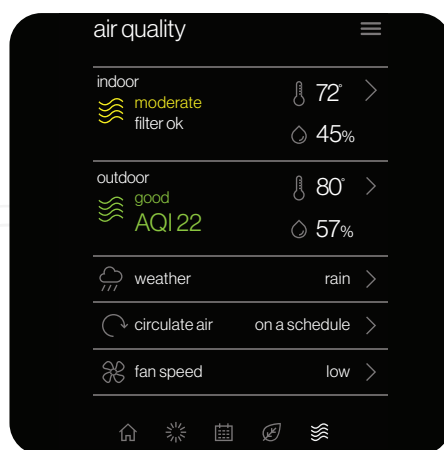 air quality
indoor
moderate
filter ok
72°
45%
outdoor
good
AQI 22
80°
57%
weather rain
circulate air on a schedule
fan speed low